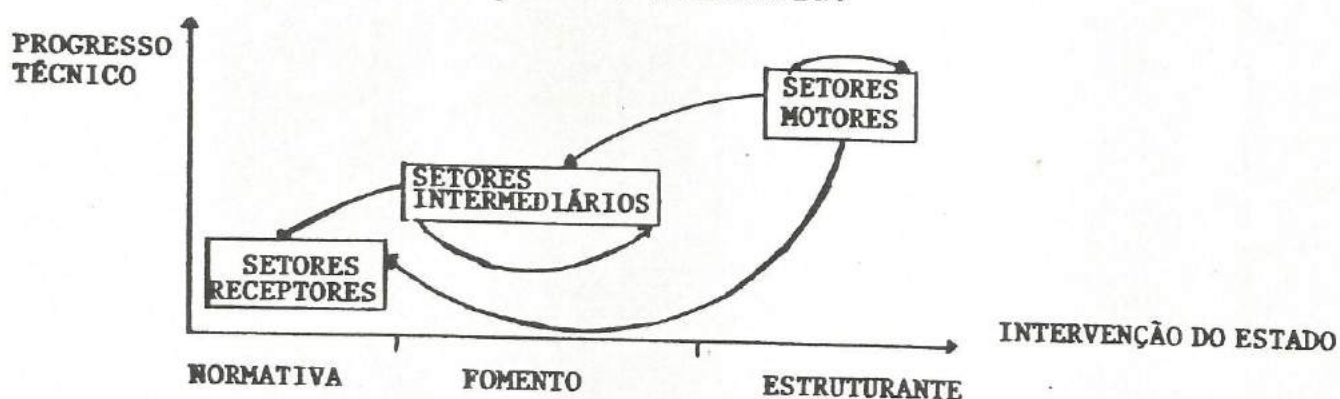 PROGRESSO
TÉCNICO
SETORES
MOTORES
SETORES
INTERMEDIÁRIOS
SETORES
RECEPTORES
INTERVENÇÃO DO ESTADO
NORMATIVA
FOMENTO
ESTRUTURANTE